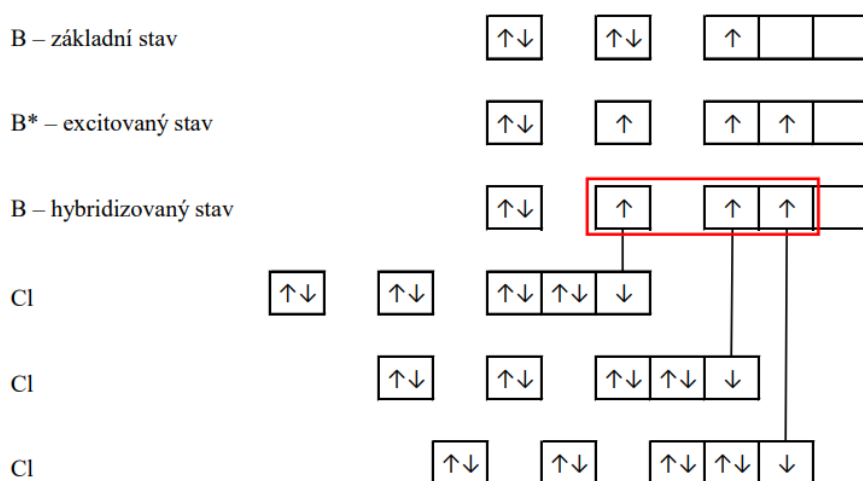 B – základní stav ↑↓ ↑↓ ↑
B* – excitovaný stav ↑↓ ↑ ↑ ↑
B – hybridizovaný stav ↑↓ ↑ ↑ ↑
Cl ↑↓ ↑↓ ↑↓ ↑↓ ↓
Cl ↑↓ ↑↓ ↑↓ ↑↓ ↓
Cl ↑↓ ↑↓ ↑↓ ↑↓ ↓